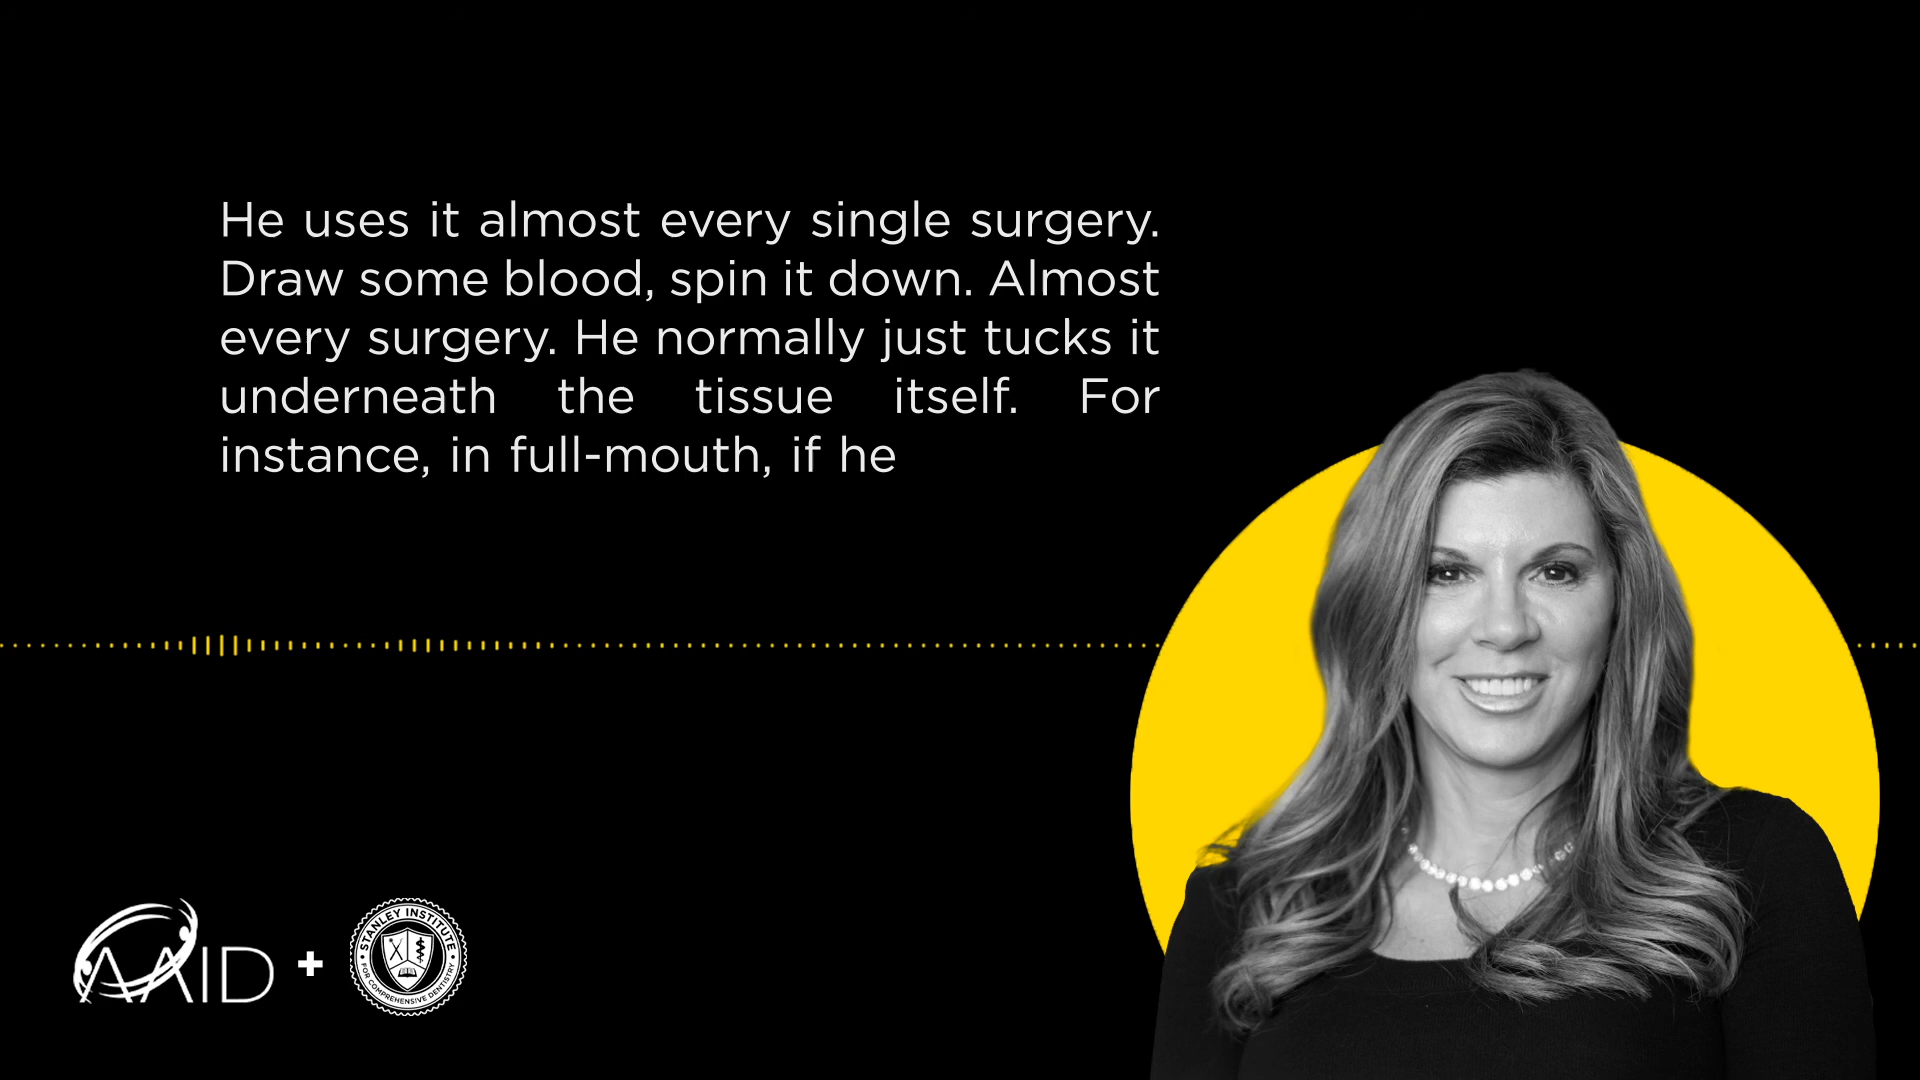 He uses it almost every single surgery.
Draw some blood, spin it down. Almost
every surgery. He normally just tucks it
underneath the tissue itself. For
instance, in full-mouth, if he
AAID
+
STANLEY INSTITUTE
FOR COMPREHENSIVE DENTISTRY